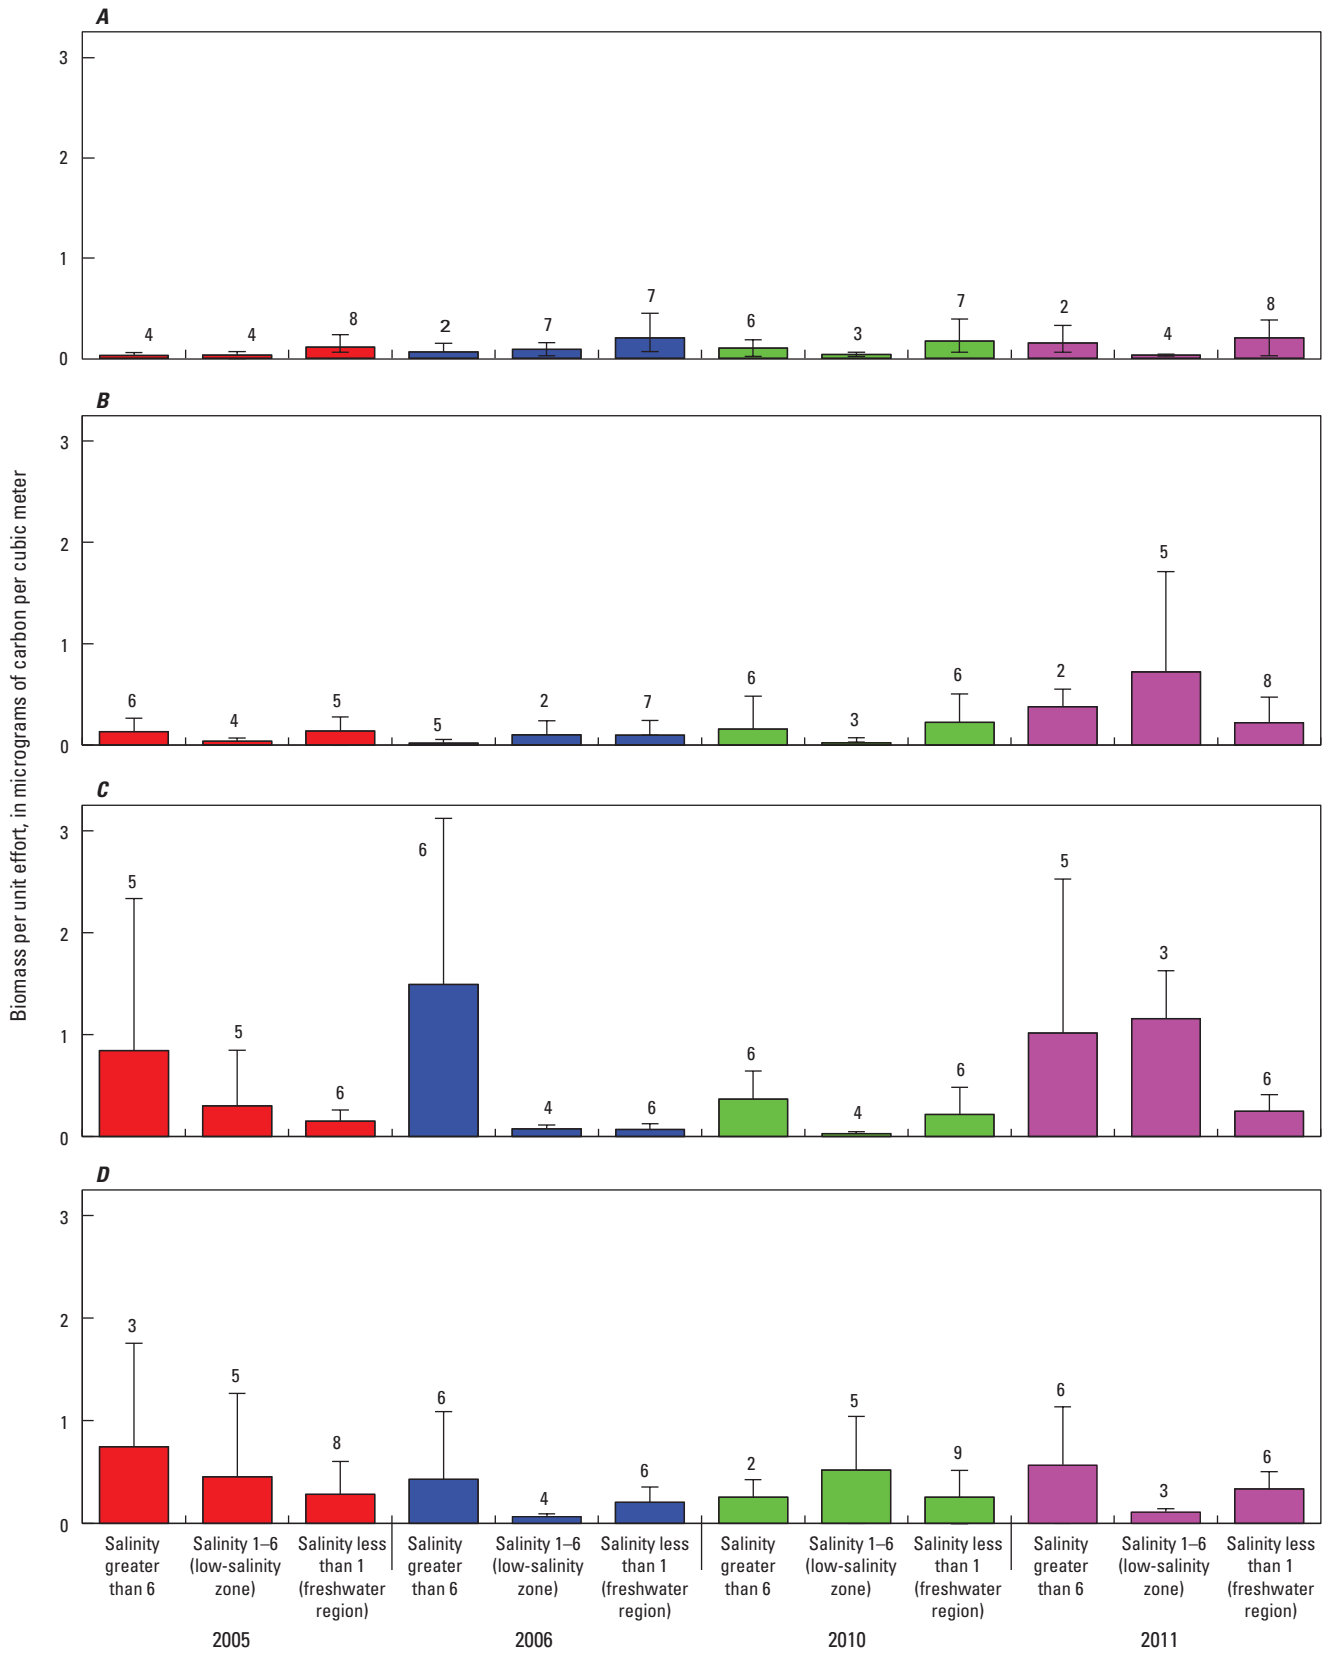 A
3
2
1
0
4
4
8
2
7
7
6
3
7
2
4
8
B
3
2
1
0
6
4
5
5
2
7
6
3
6
2
5
8
C
3
2
1
0
5
5
6
6
4
6
6
4
6
5
3
6
D
3
2
1
0
3
5
8
6
4
6
2
5
9
6
3
6
Biomass per unit effort, in micrograms of carbon per cubic meter
Salinity
greater
than 6
Salinity 1–6
(low-salinity
zone)
Salinity less
than 1
(freshwater
region)
Salinity
greater
than 6
Salinity 1–6
(low-salinity
zone)
Salinity less
than 1
(freshwater
region)
Salinity
greater
than 6
Salinity 1–6
(low-salinity
zone)
Salinity less
than 1
(freshwater
region)
Salinity
greater
than 6
Salinity 1–6
(low-salinity
zone)
Salinity less
than 1
(freshwater
region)
2005
2006
2010
2011